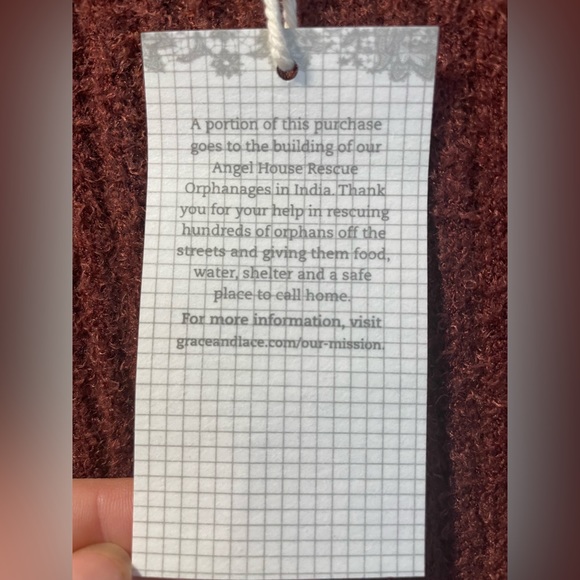 A portion of this purchase
goes to the building of our
Angel House Rescue
Orphanages in India. Thank
you for your help in rescuing
hundreds of orphans off the
streets and giving them food,
water, shelter and a safe
place to call home.
For more information, visit
graceandlace.com/our-mission.